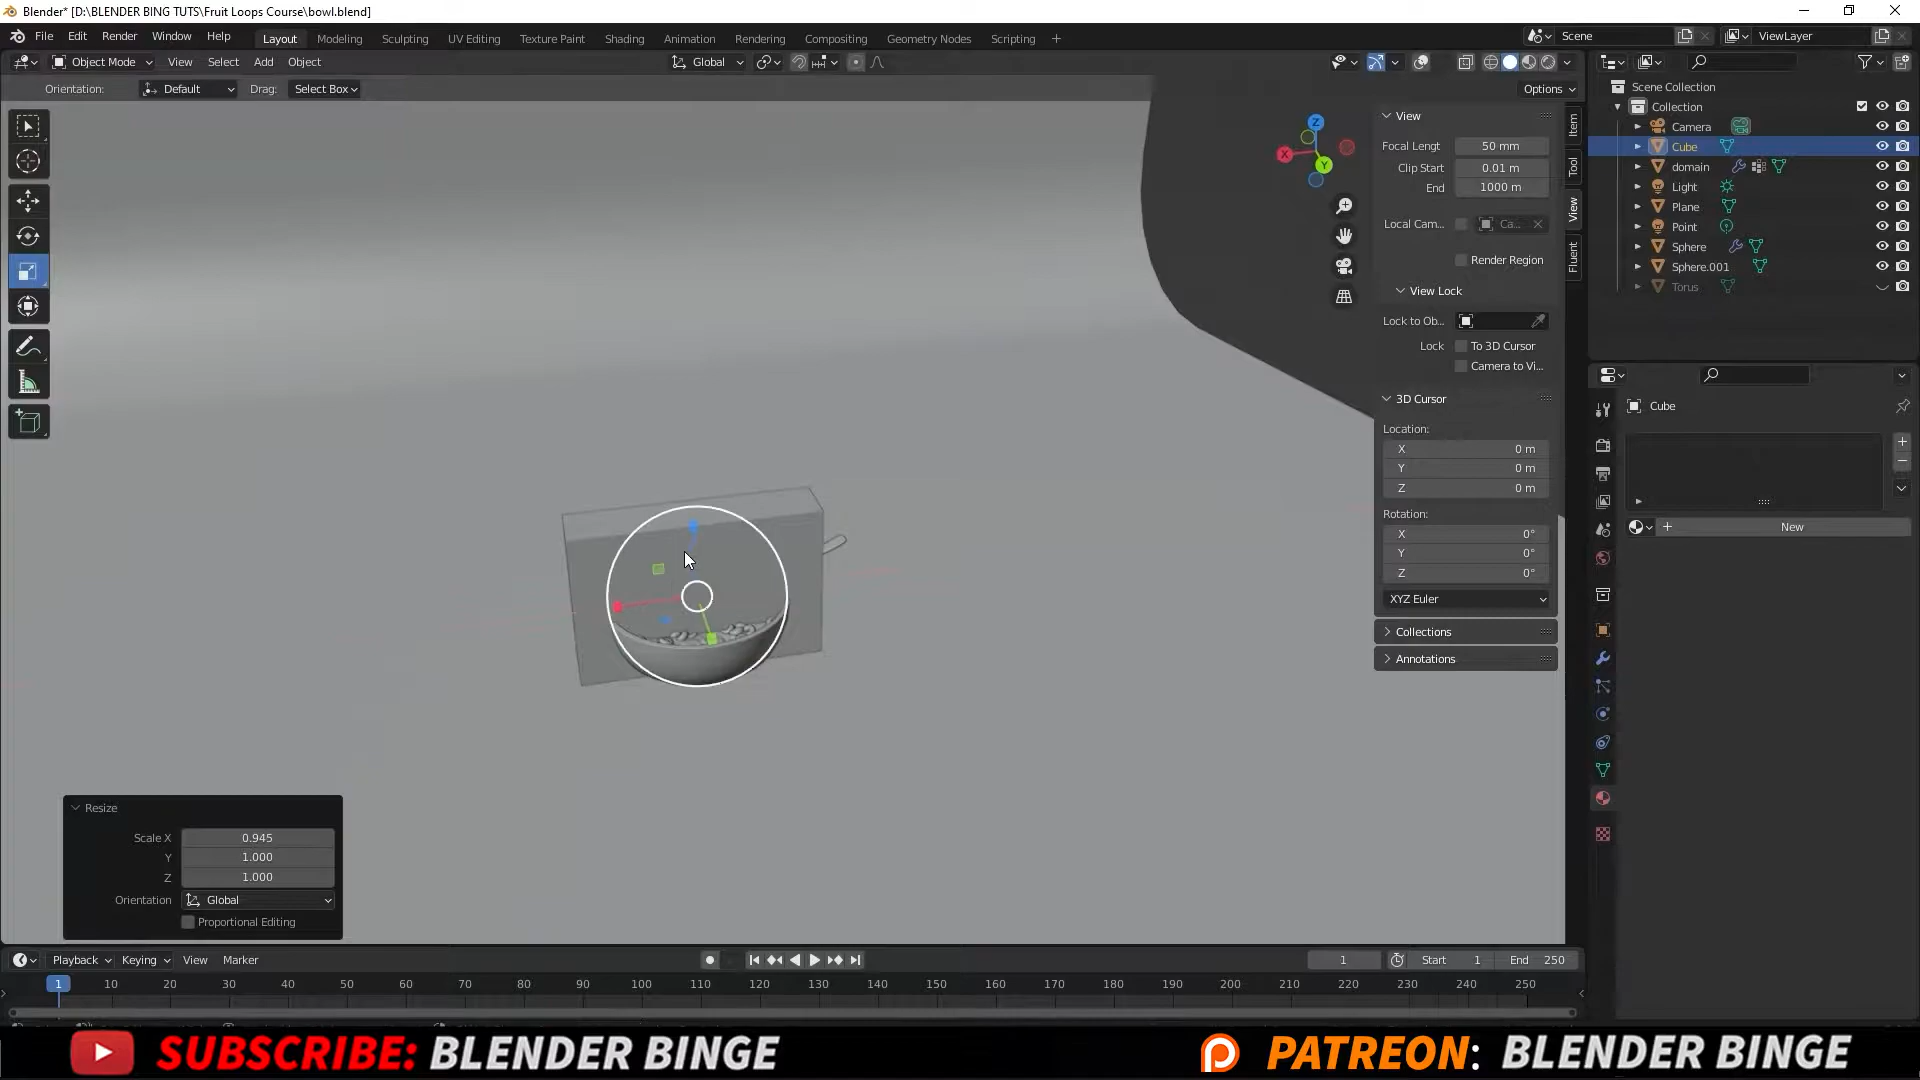 Blender* [D:\BLENDER BING TUTS\Fruit Loops Course\bowl.blend]
File Edit Render Window Help
Layout Modeling Sculpting UV Editing Texture Paint Shading Animation Rendering Compositing Geometry Nodes Scripting +
Scene
ViewLayer
Object Mode View Select Add Object
Global
Orientation: Default Drag: Select Box
Options
X
Y
Z
View
Focal Lengt 50 mm
Clip Start 0.01 m
End 1000 m
Local Cam... Ca...
Render Region
View Lock
Lock to Ob...
Lock To 3D Cursor
Camera to Vi...
3D Cursor
Location:
X 0 m
Y 0 m
Z 0 m
Rotation:
X 0°
Y 0°
Z 0°
XYZ Euler
Collections
Annotations
Item
Tool
View
Fluent
Scene Collection
Collection
Camera
Cube
domain
Light
Plane
Point
Sphere
Sphere.001
Torus
Cube
New
Resize
Scale X 0.945
Y 1.000
Z 1.000
Orientation Global
Proportional Editing
Playback Keying View Marker
1
Start 1 End 250
1 10 20 30 40 50 60 70 80 90 100 110 120 130 140 150 160 170 180 190 200 210 220 230 240 250
SUBSCRIBE: BLENDER BINGE
PATREON: BLENDER BINGE